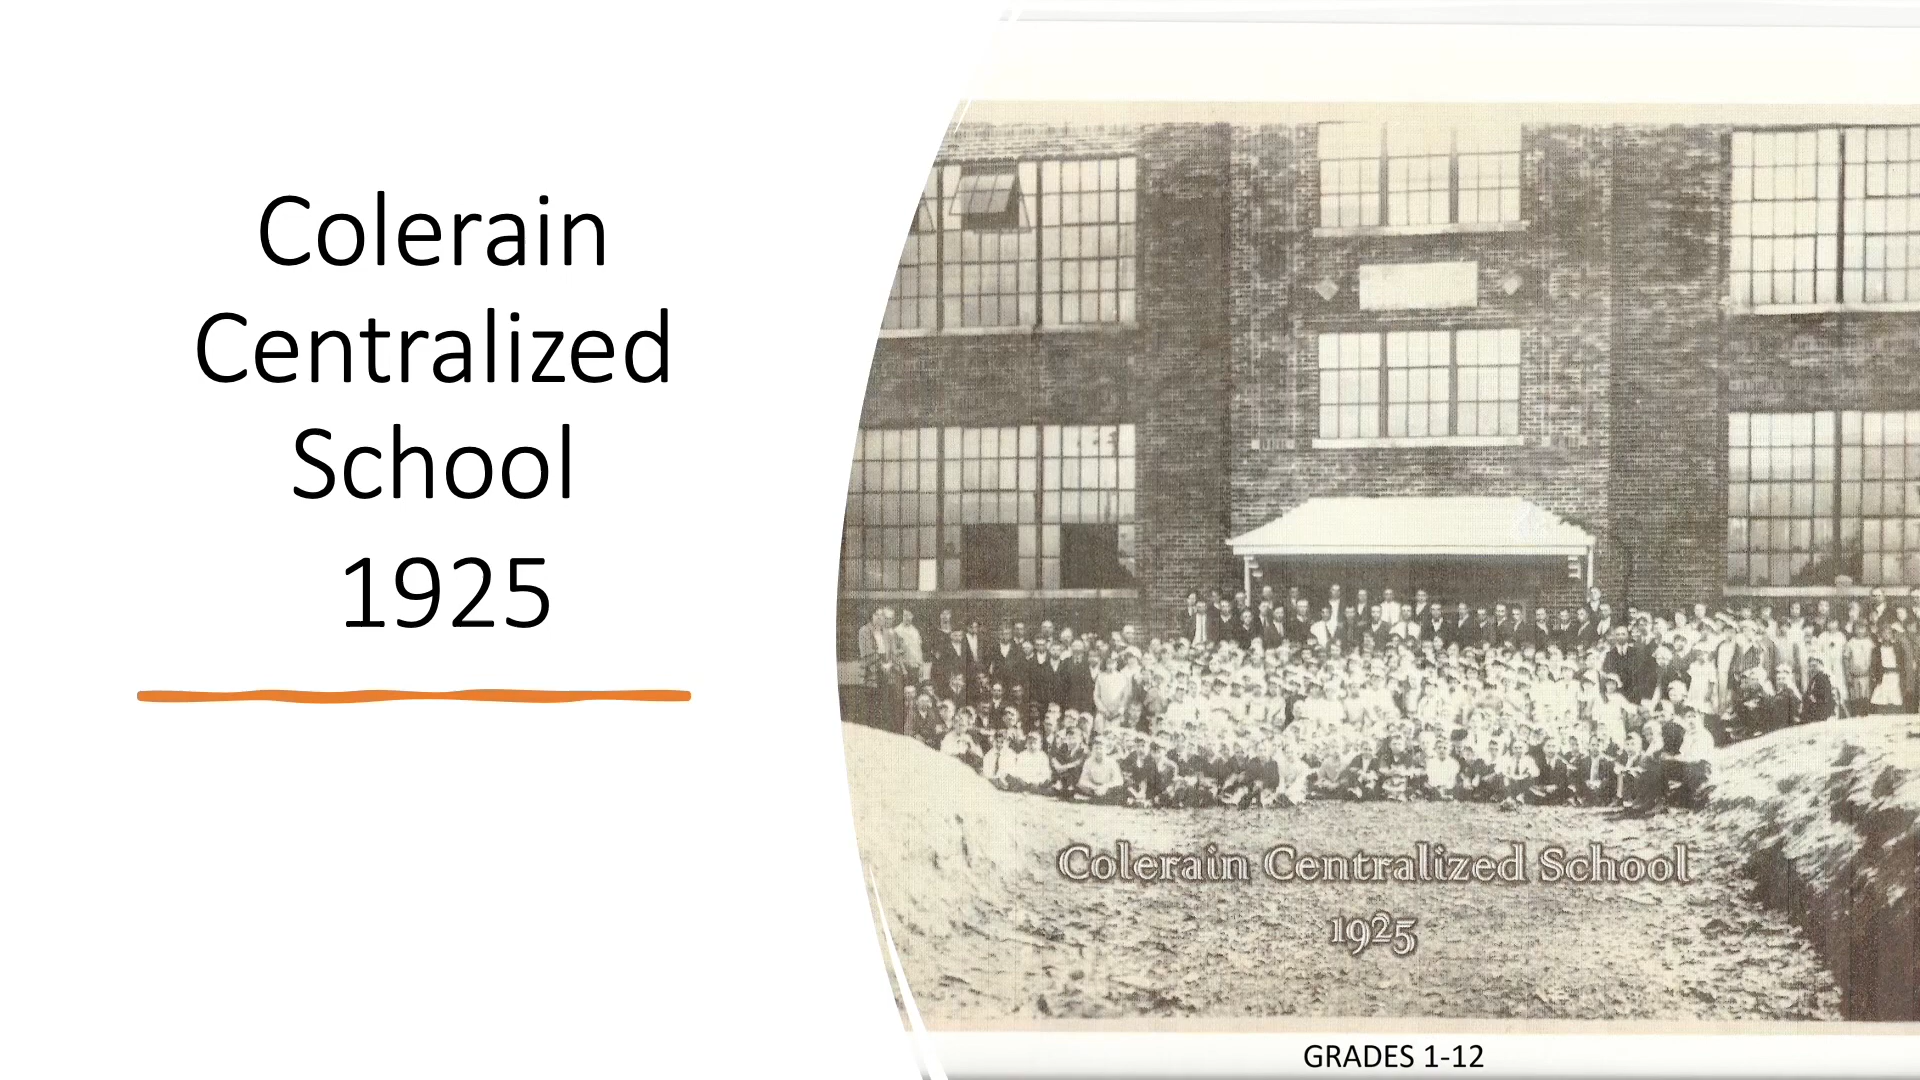 Colerain
Centralized
School
1925
Colerain Centralized School
1925
GRADES 1-12